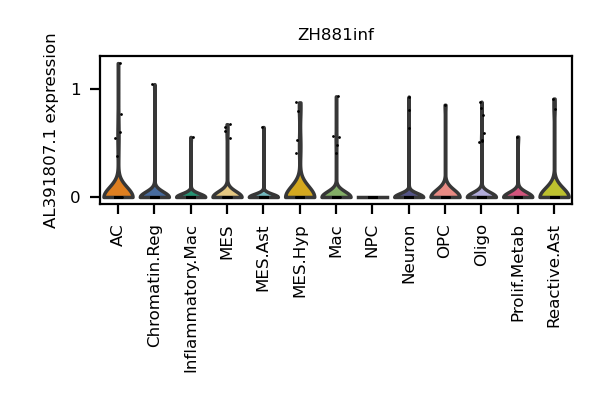 ZH881inf
AL391807.1 expression
1
0
AC
Chromatin.Reg
Inflammatory.Mac
MES
MES.Ast
MES.Hyp
Mac
NPC
Neuron
OPC
Oligo
Prolif.Metab
Reactive.Ast